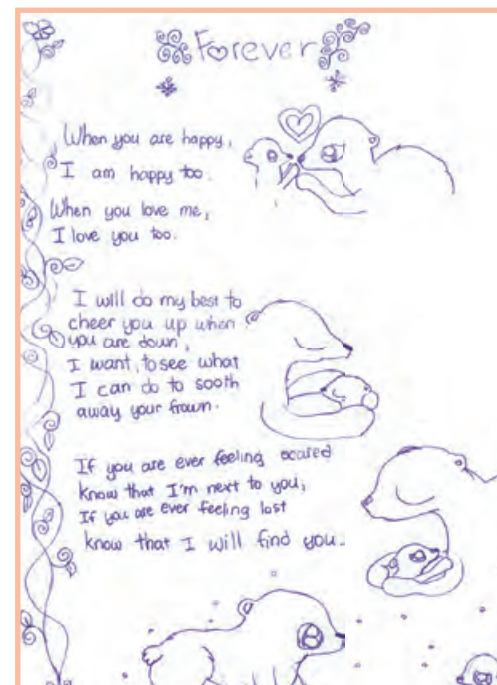 Forever
When you are happy,
I am happy too.
When you love me,
I love you too.
I will do my best to
cheer you up when
you are down,
I want to see what
I can do to sooth
away your frown.
If you are ever feeling scared
know that I'm next to you,
If you are ever feeling lost
know that I will find you.